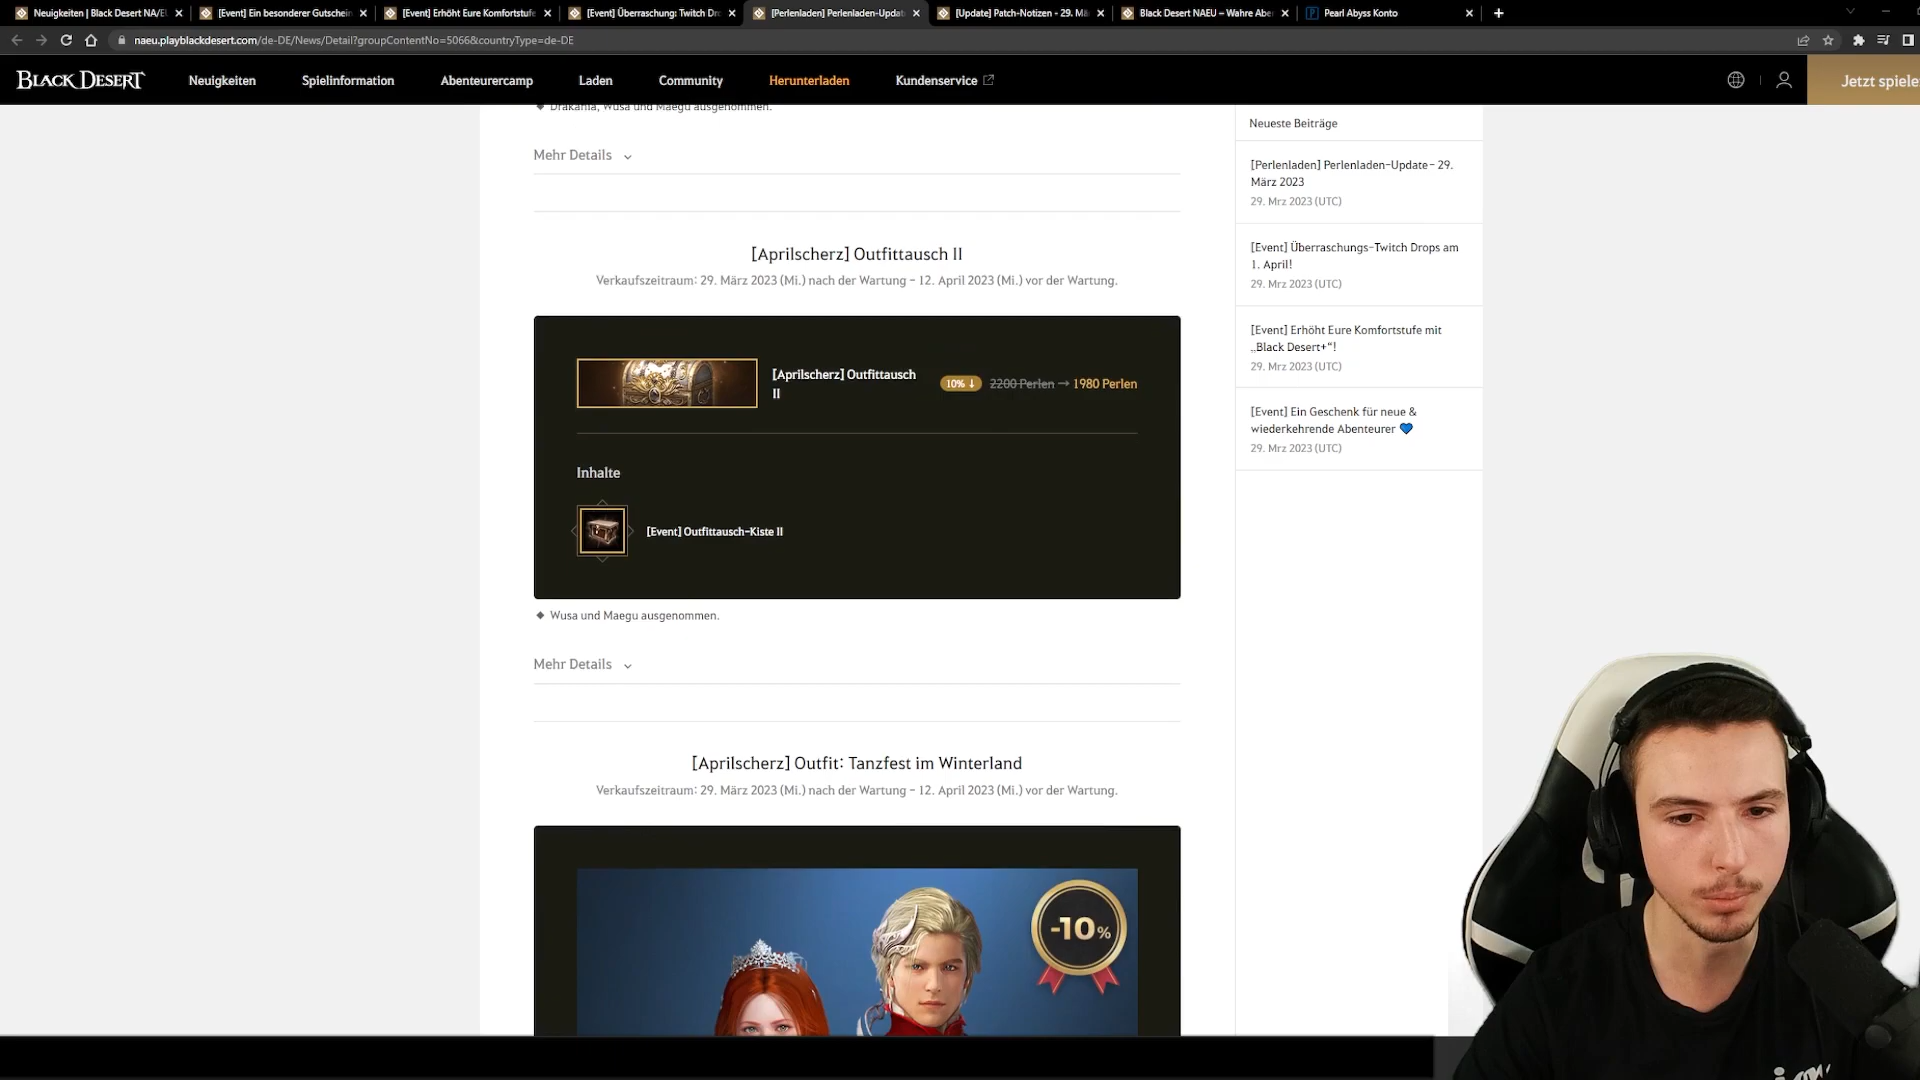 Neuigkeiten | Black Desert NA/EU
[Event] Ein besonderer Gutschein
[Event] Erhöht Eure Komfortstufe
[Event] Überraschung: Twitch Dr
[Perlenladen] Perlenladen-Updat
[Update] Patch-Notizen - 29. Mä
Black Desert NAEU – Wahre Abe
Pearl Abyss Konto
naeu.playblackdesert.com/de-DE/News/Detail?groupContentNo=5066&countryType=de-DE
BLACK DESERT
Neuigkeiten
Spielinformation
Abenteurercamp
Laden
Community
Herunterladen
Kundenservice
Jetzt spiele
Drakania, Wusa und Maegu ausgenommen.
Mehr Details
[Aprilscherz] Outfittausch II
Verkaufszeitraum: 29. März 2023 (Mi.) nach der Wartung – 12. April 2023 (Mi.) vor der Wartung.
[Aprilscherz] Outfittausch
II
10% ↓ 2200 Perlen → 1980 Perlen
Inhalte
[Event] Outfittausch-Kiste II
◆ Wusa und Maegu ausgenommen.
Mehr Details
[Aprilscherz] Outfit: Tanzfest im Winterland
Verkaufszeitraum: 29. März 2023 (Mi.) nach der Wartung – 12. April 2023 (Mi.) vor der Wartung.
-10%
Neueste Beiträge
[Perlenladen] Perlenladen-Update – 29.
März 2023
29. Mrz 2023 (UTC)
[Event] Überraschungs-Twitch Drops am
1. April!
29. Mrz 2023 (UTC)
[Event] Erhöht Eure Komfortstufe mit
„Black Desert+“!
29. Mrz 2023 (UTC)
[Event] Ein Geschenk für neue &
wiederkehrende Abenteurer 💙
29. Mrz 2023 (UTC)